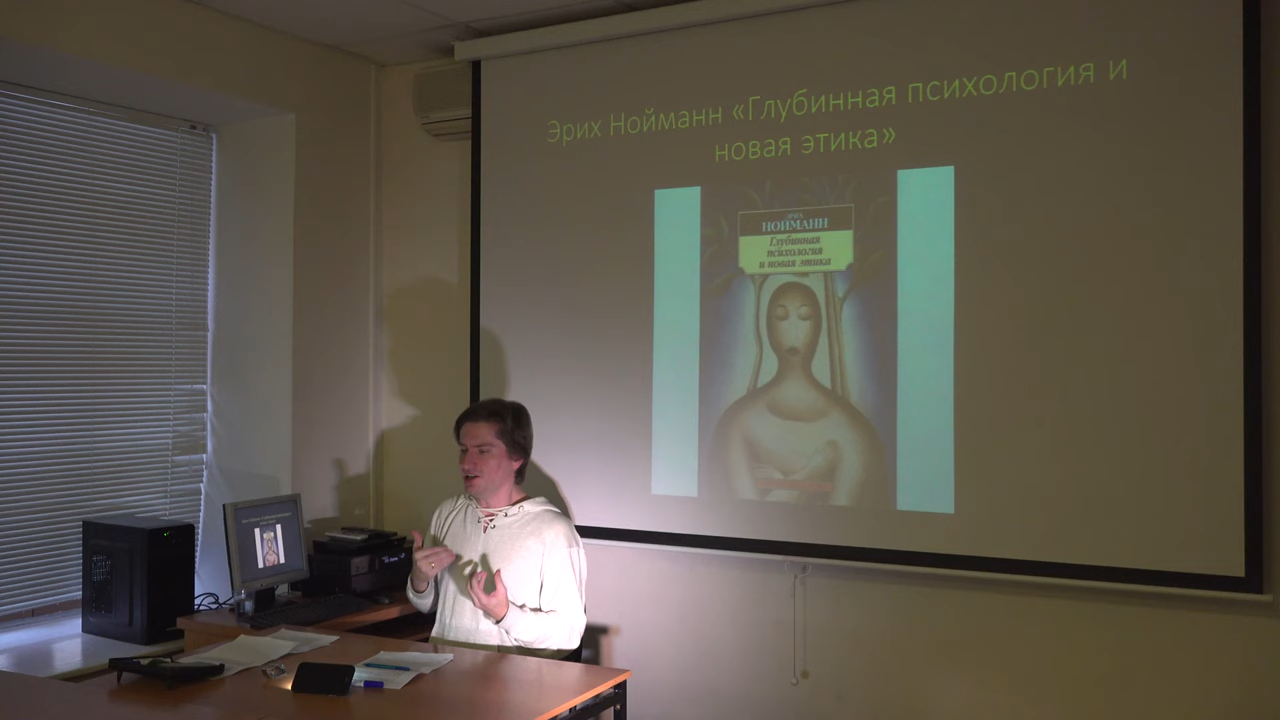 Эрих Нойманн «Глубинная психология и
новая этика»
ЭРИХ
НОЙМАНН
Глубинная
психология
и новая этика